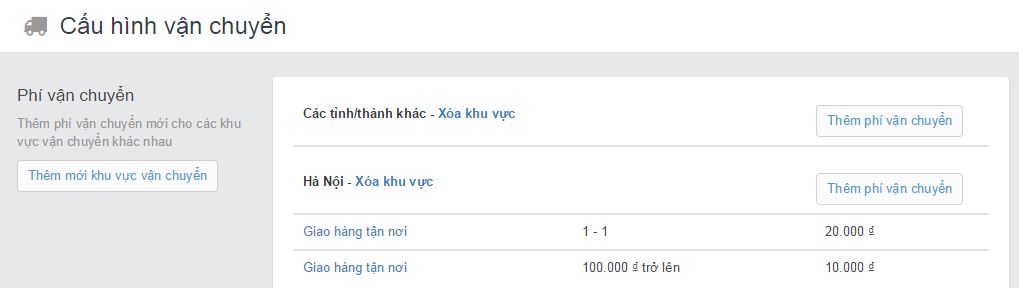 Cấu hình vận chuyển
Phí vận chuyển
Thêm phí vận chuyển mới cho các khu
vực vận chuyển khác nhau
Thêm mới khu vực vận chuyển
Các tỉnh/thành khác - Xóa khu vực
Thêm phí vận chuyển
Hà Nội - Xóa khu vực
Thêm phí vận chuyển
Giao hàng tận nơi 1 - 1 20.000 ₫
Giao hàng tận nơi 100.000 ₫ trở lên 10.000 ₫